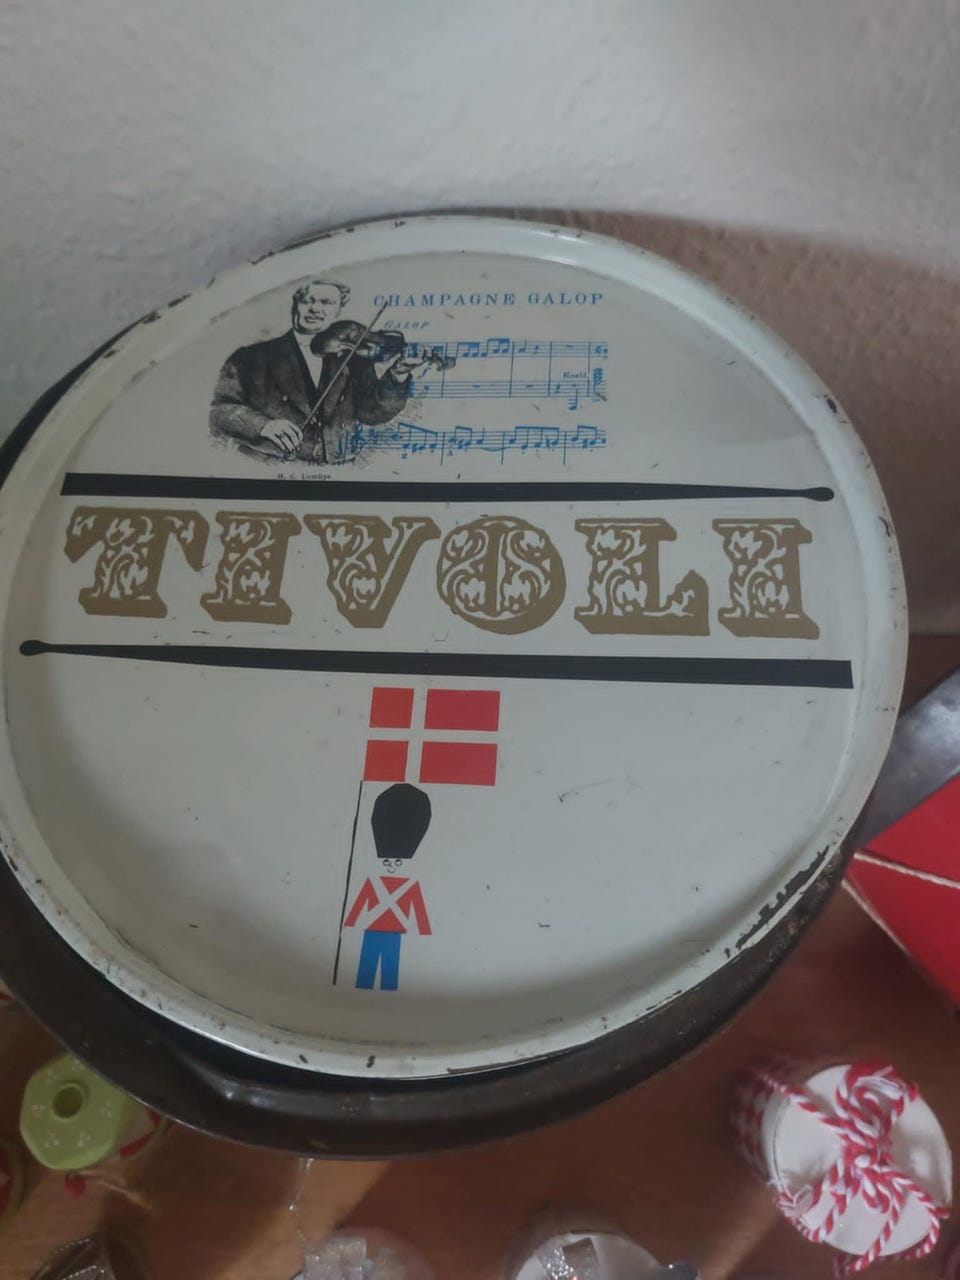 CHAMPAGNE GALOP
GALOP
H. C. Lumbye
TIVOLI